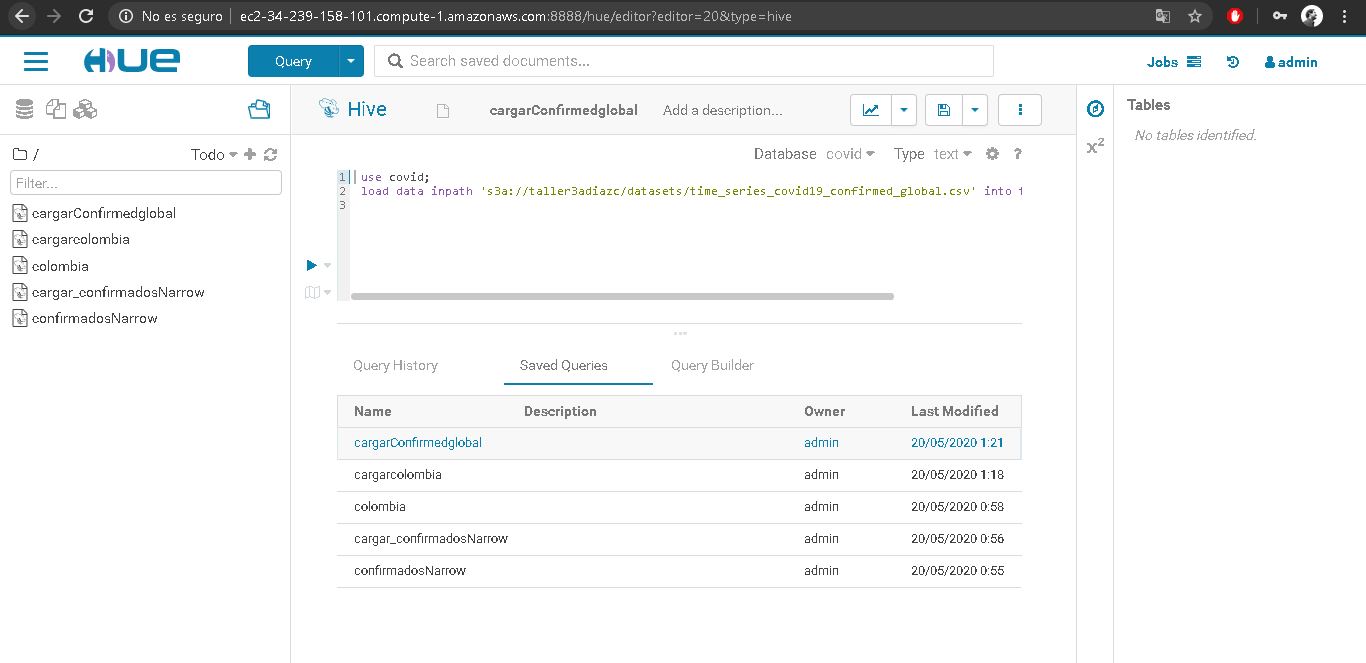 No es seguro | ec2-34-239-158-101.compute-1.amazonaws.com:8888/hue/editor?editor=20&type=hive
HUE Query Search saved documents... Jobs admin
Hive cargarConfirmedglobal Add a description... Tables
No tables identified.
/ Todo
Filter...
cargarConfirmedglobal
cargarcolombia
colombia
cargar_confirmadosNarrow
confirmadosNarrow
Database covid Type text ?
1 use covid;
2 load data inpath 's3a://taller3adiazc/datasets/time_series_covid19_confirmed_global.csv' into
3
Query History Saved Queries Query Builder
Name Description Owner Last Modified
cargarConfirmedglobal admin 20/05/2020 1:21
cargarcolombia admin 20/05/2020 1:18
colombia admin 20/05/2020 0:58
cargar_confirmadosNarrow admin 20/05/2020 0:56
confirmadosNarrow admin 20/05/2020 0:55
x²